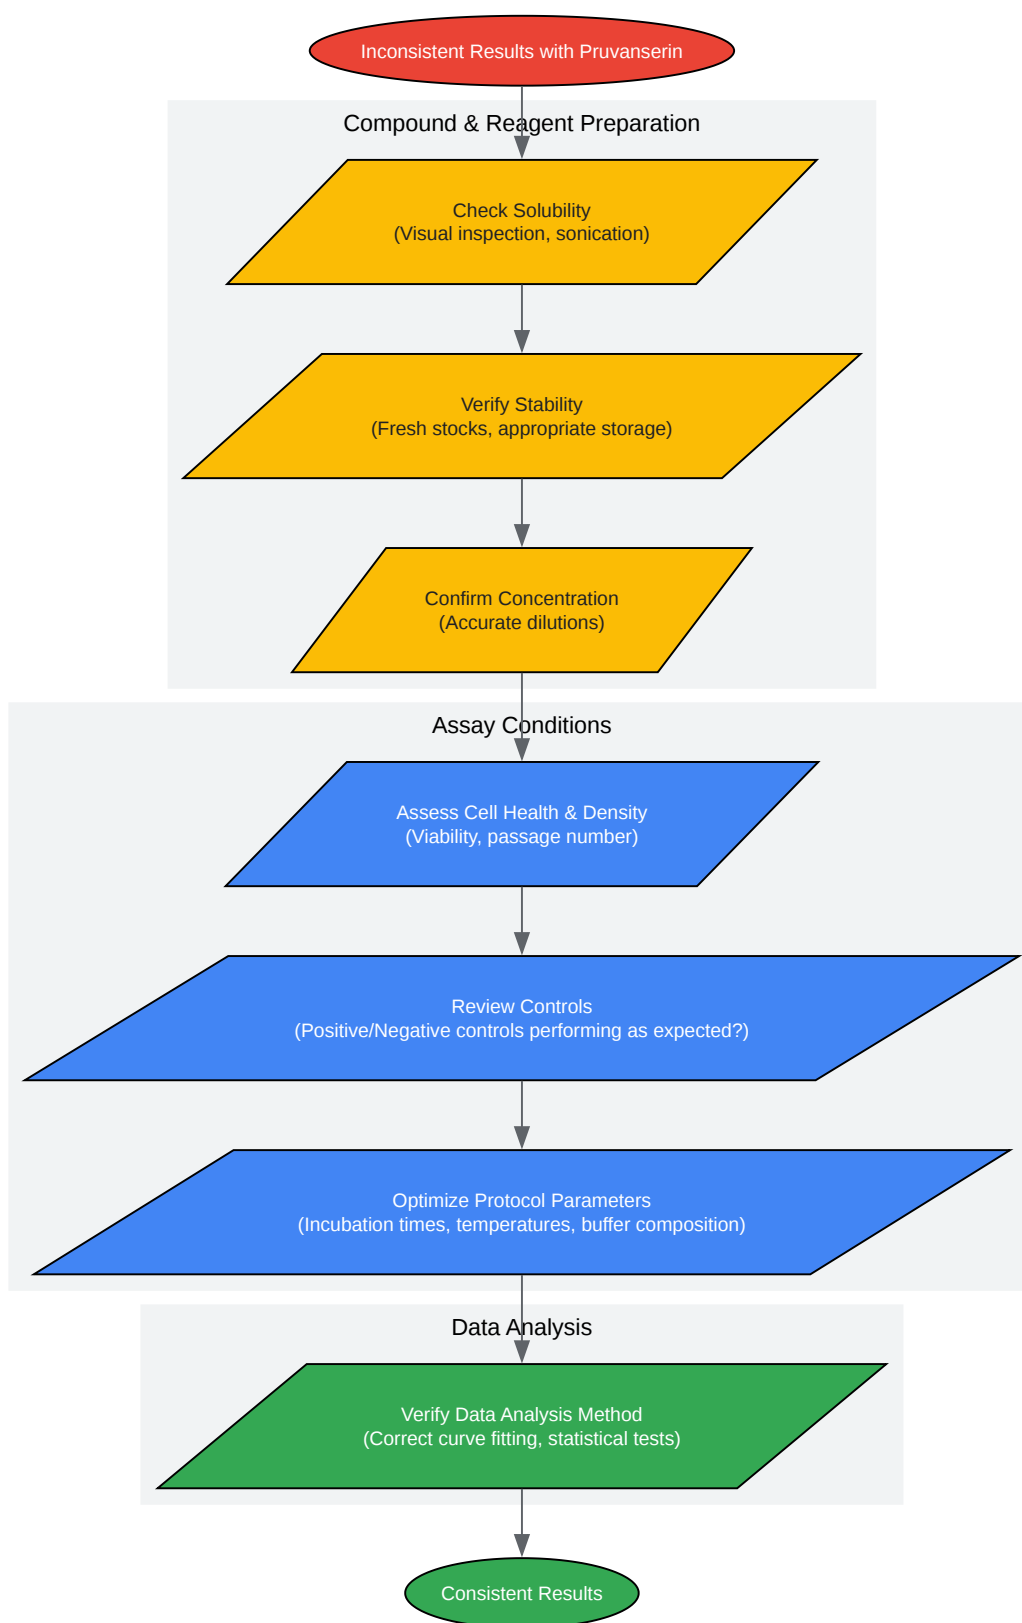 Inconsistent Results with Pruvanserin
Compound & Reagent Preparation
Check Solubility
(Visual inspection, sonication)
Verify Stability
(Fresh stocks, appropriate storage)
Confirm Concentration
(Accurate dilutions)
Assay Conditions
Assess Cell Health & Density
(Viability, passage number)
Review Controls
(Positive/Negative controls performing as expected?)
Optimize Protocol Parameters
(Incubation times, temperatures, buffer composition)
Data Analysis
Verify Data Analysis Method
(Correct curve fitting, statistical tests)
Consistent Results